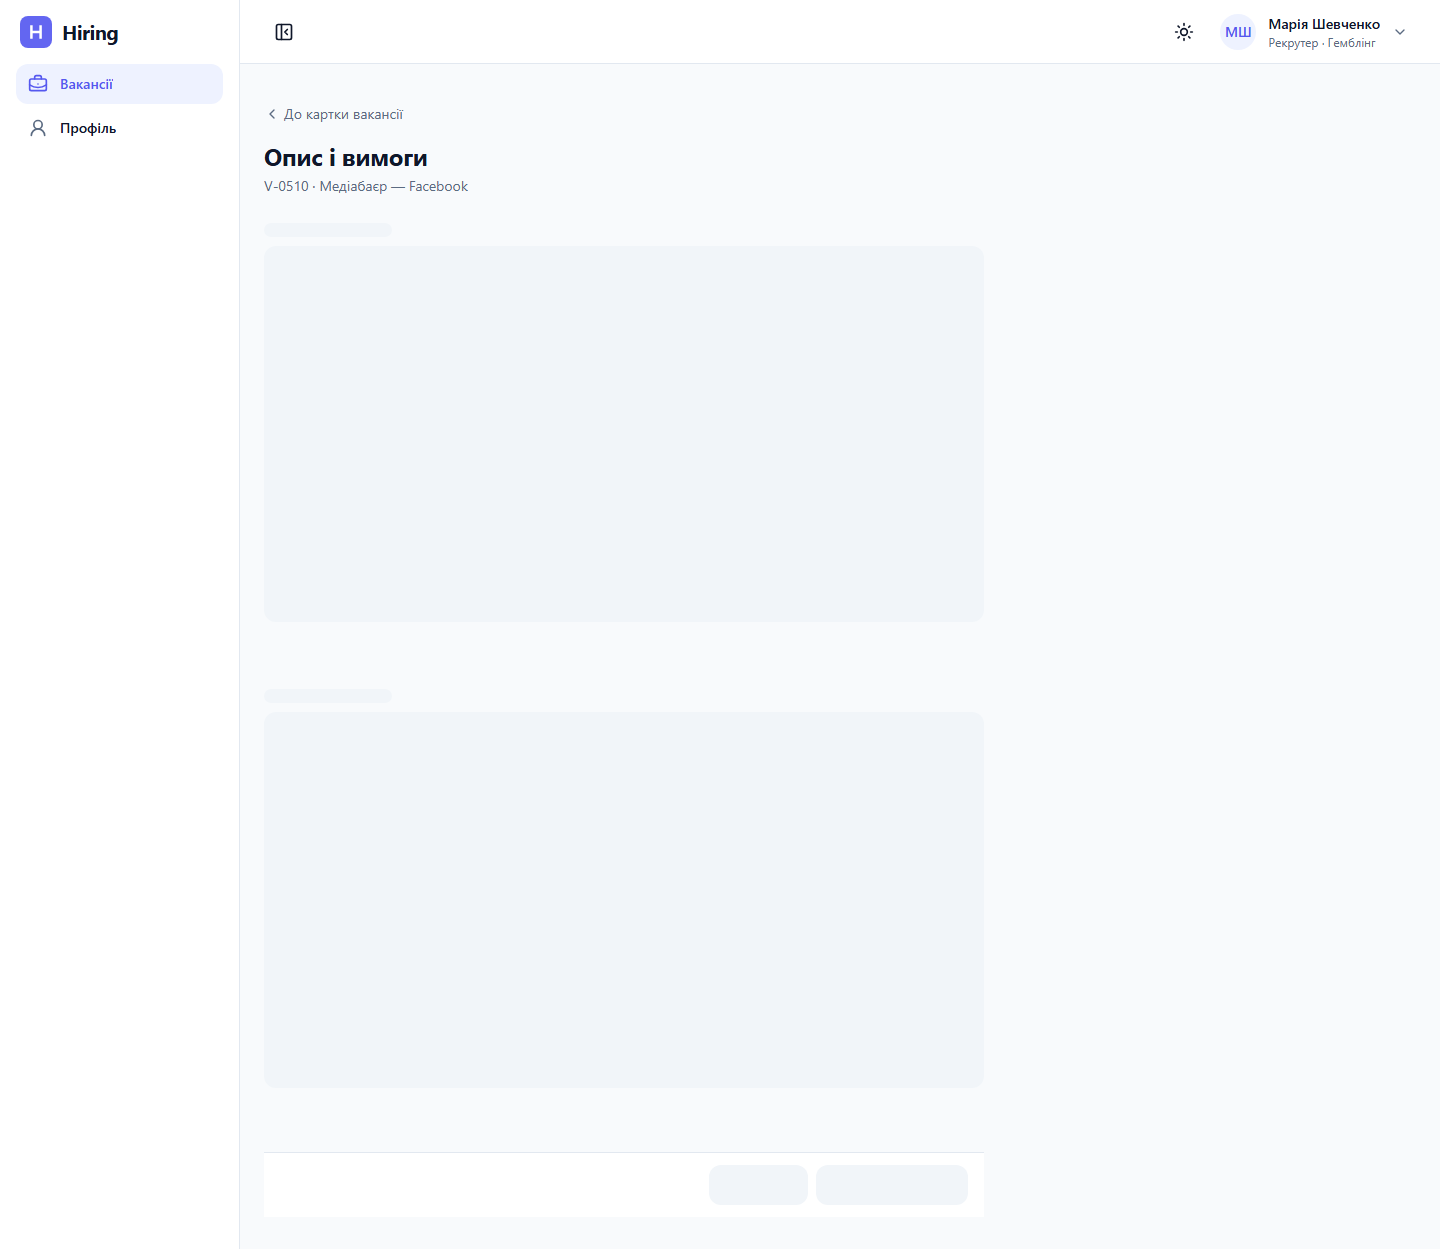 H Hiring
Вакансії
Профіль
МШ
Марія Шевченко
Рекрутер · Гемблінг
До картки вакансії
Опис і вимоги
V-0510 · Медіабаєр — Facebook